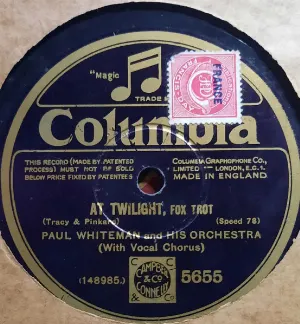 "Magic
TRADE
Columbia
THIS RECORD (MADE BY PATENTED
PROCESS) MUST NOT BE SOLD
BELOW PRICE FIXED BY PATENTEES
COLUMBIA GRAPHOPHONE CO.,
LIMITED LONDON, E.C.
MADE IN ENGLAND
FRANCE
AT TWILIGHT, FOX TROT
(Tracy & Pinkard) (Speed 78)
PAUL WHITEMAN and HIS ORCHESTRA
(With Vocal Chorus)
(148985.)
CAMPBELL
& CO
CONNELLY
5655